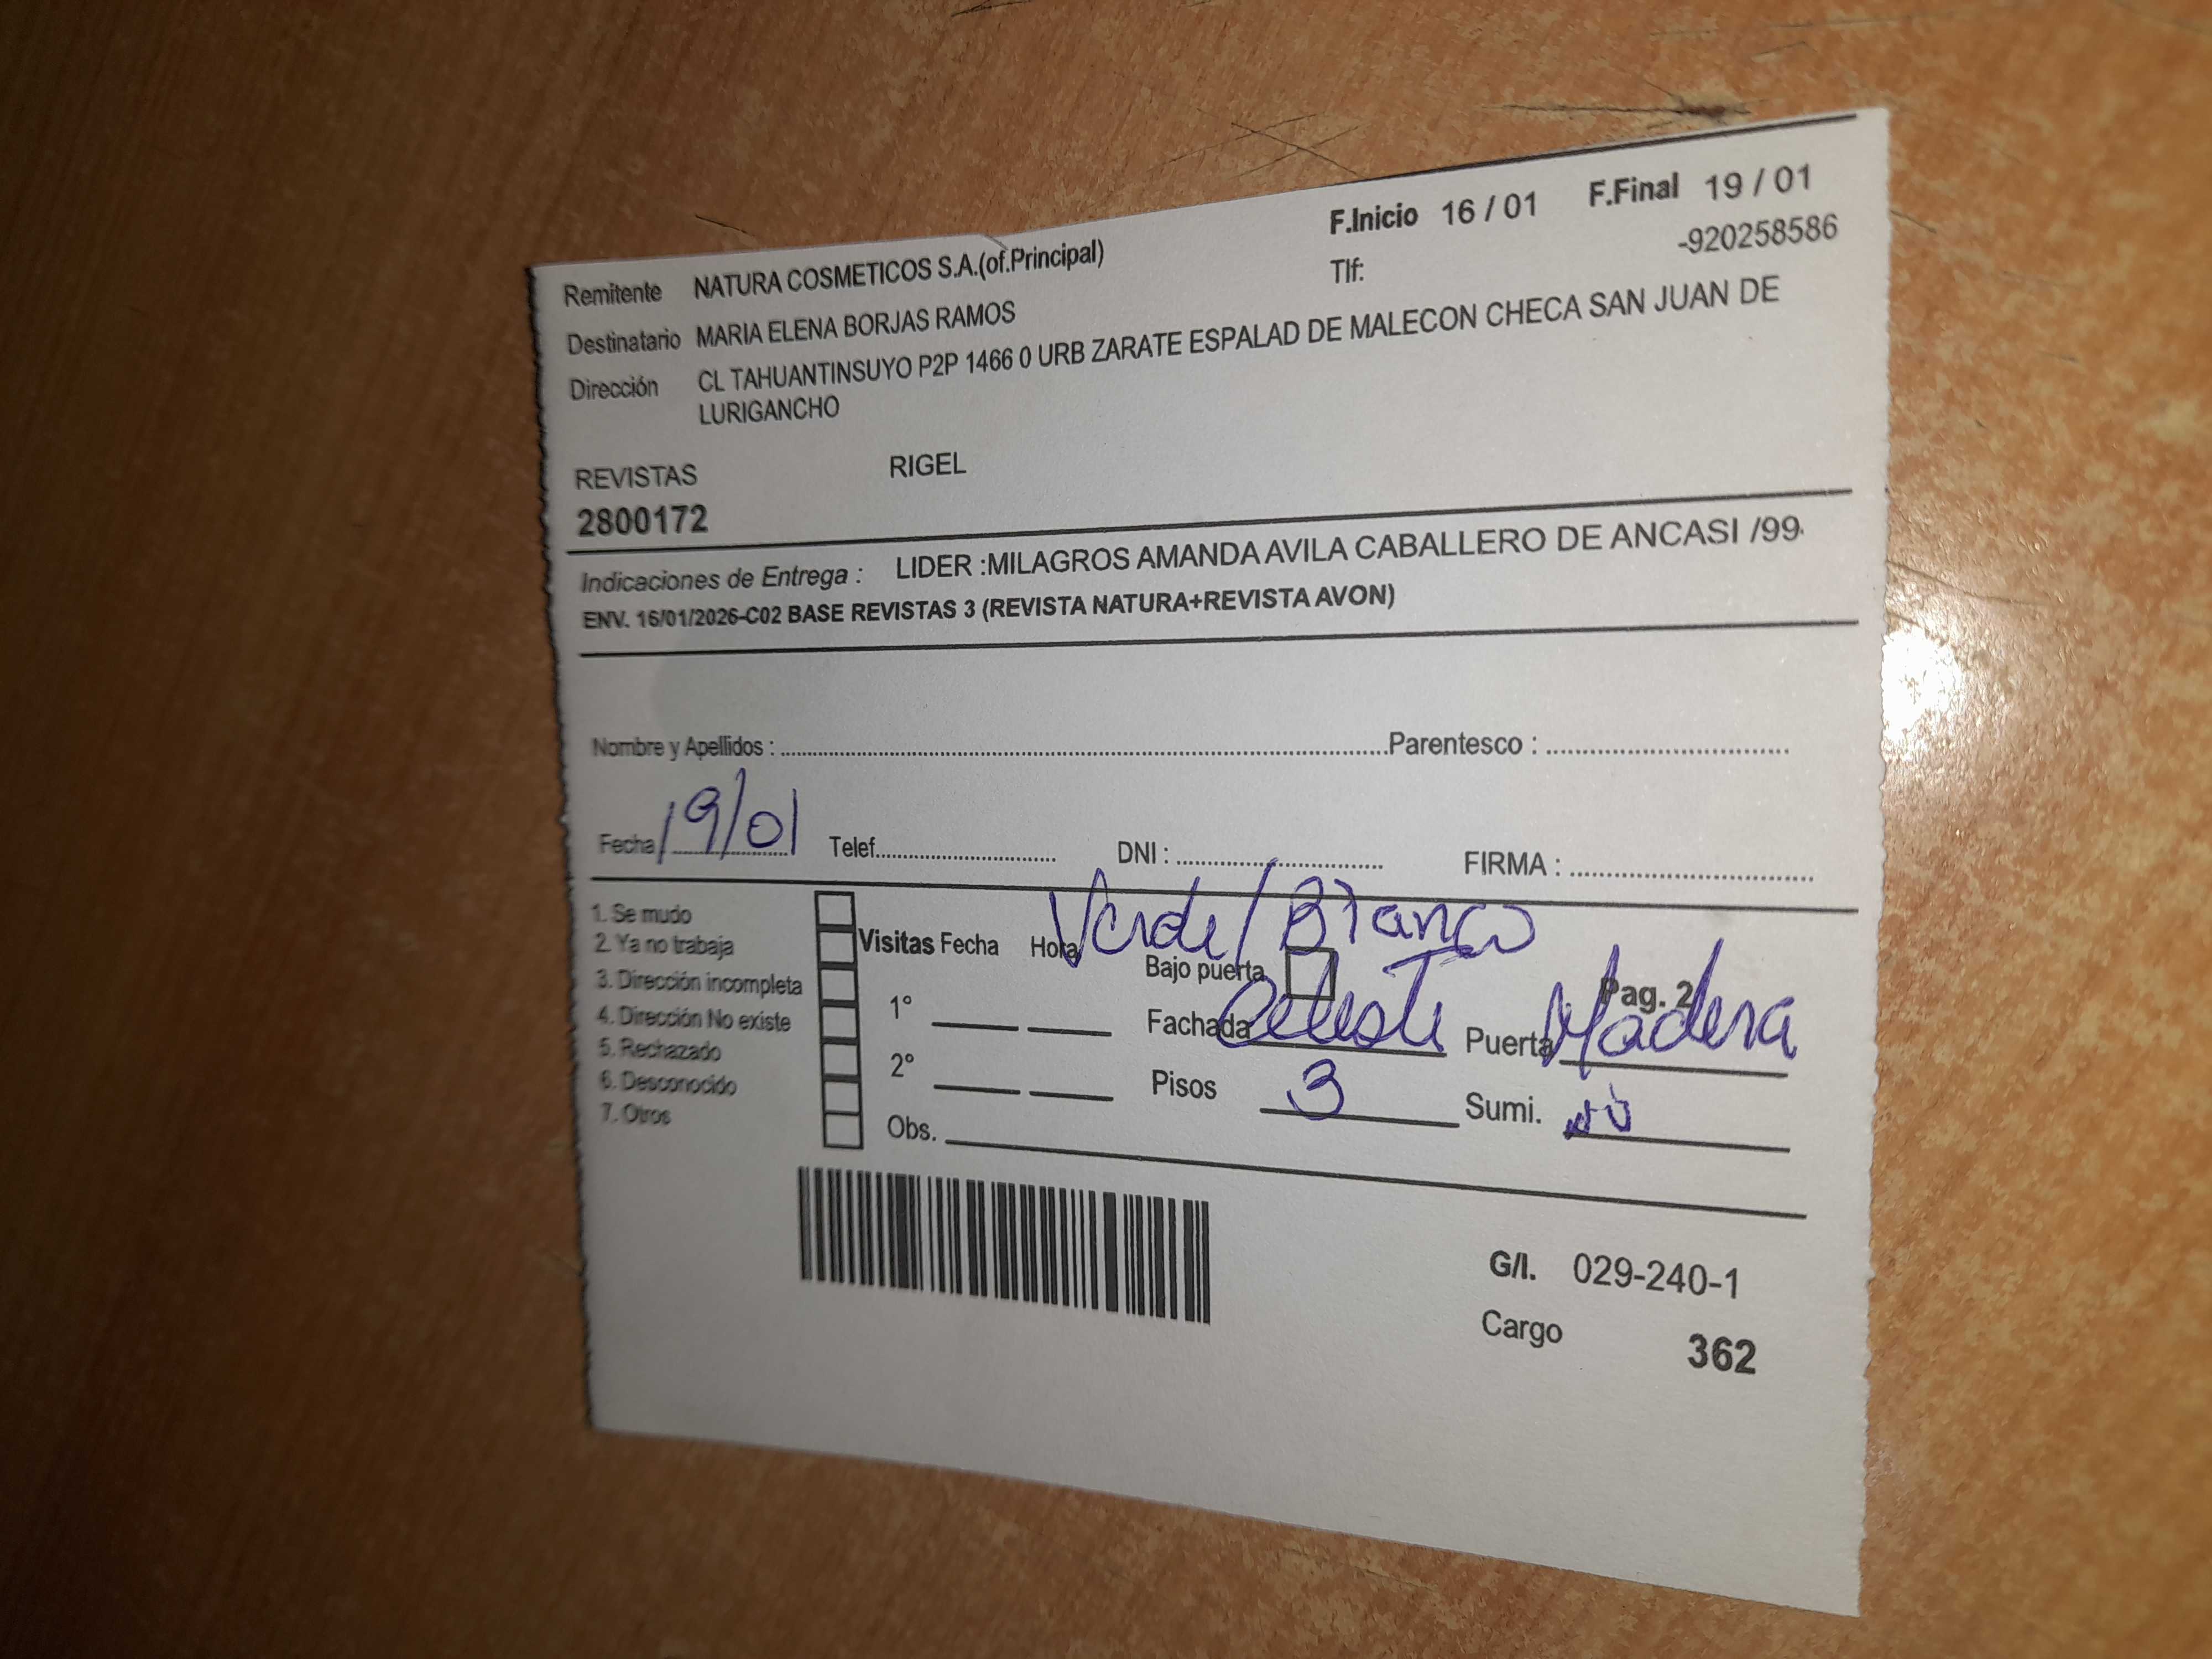 F.Inicio 16 / 01 F.Final 19 / 01
Remitente NATURA COSMETICOS S.A.(of.Principal) Tlf: -920258586
Destinatario MARIA ELENA BORJAS RAMOS
Dirección CL TAHUANTINSUYO P2P 1466 0 URB ZARATE ESPALAD DE MALECON CHECA SAN JUAN DE
LURIGANCHO
REVISTAS RIGEL
2800172
Indicaciones de Entrega : LIDER :MILAGROS AMANDA AVILA CABALLERO DE ANCASI /99
ENV. 16/01/2026-C02 BASE REVISTAS 3 (REVISTA NATURA+REVISTA AVON)
Nombre y Apellidos : Parentesco :
Fecha 19/01 Telef. DNI : FIRMA :
Verde/Blanco
1. Se mudo
2. Ya no trabaja
3. Dirección incompleta
4. Dirección No existe
5. Rechazado
6. Desconocido
7. Otros
Visitas Fecha Hora Bajo puerta Pag. 2
1° Fachada Celeste Puerta Madera
2° Pisos 3 Sumi.
Obs.
G/I. 029-240-1
Cargo 362